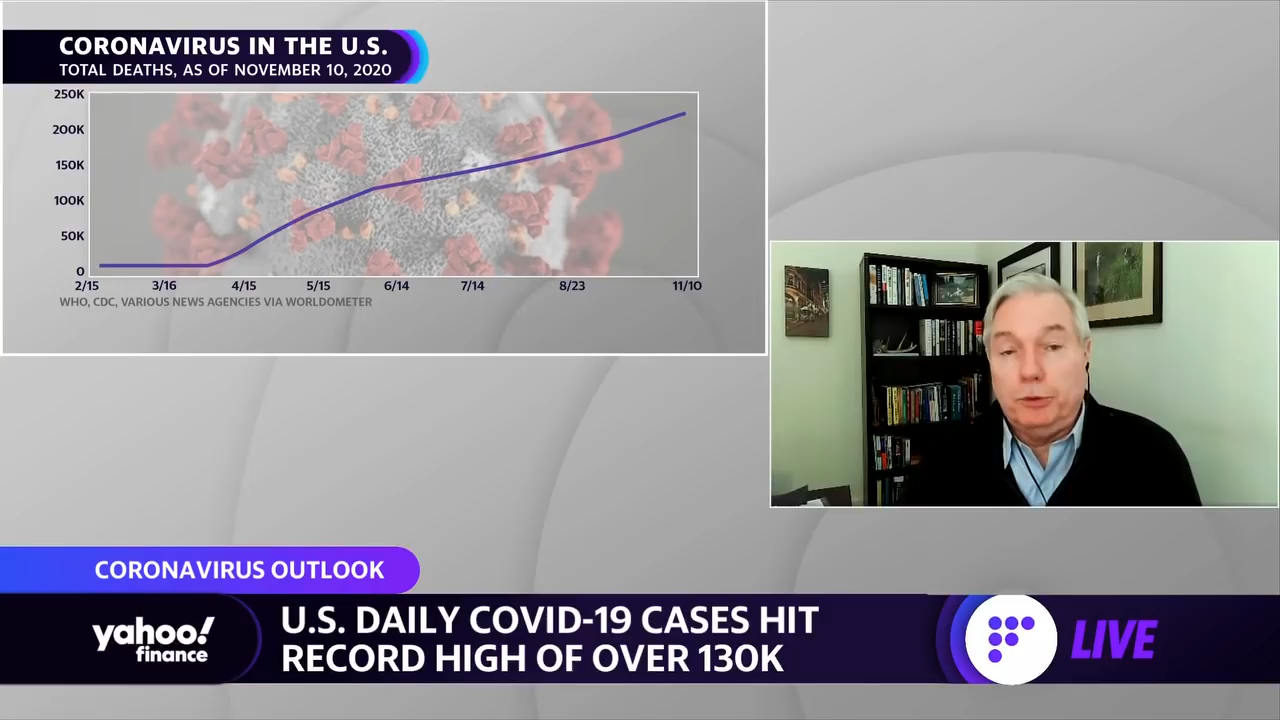 CORONAVIRUS IN THE U.S.
TOTAL DEATHS, AS OF NOVEMBER 10, 2020
250K
200K
150K
100K
50K
0
2/15 3/16 4/15 5/15 6/14 7/14 8/23 11/10
WHO, CDC, VARIOUS NEWS AGENCIES VIA WORLDOMETER
CORONAVIRUS OUTLOOK
yahoo!
finance
U.S. DAILY COVID-19 CASES HIT
RECORD HIGH OF OVER 130K
LIVE